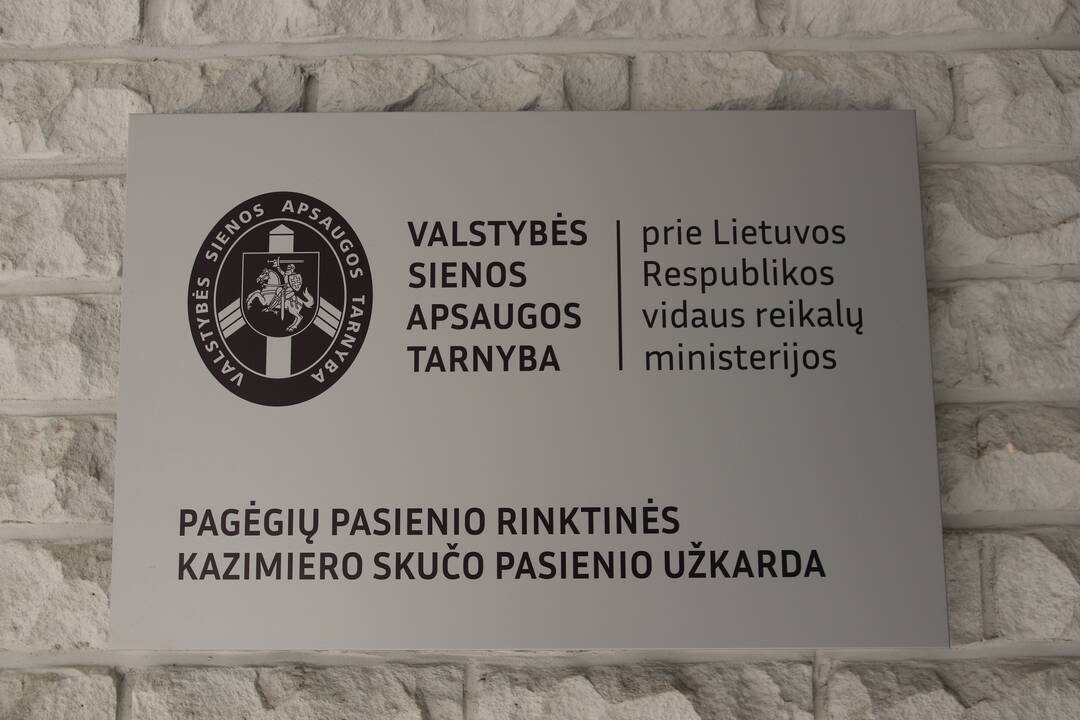 VALSTYBĖS SIENOS APSAUGOS TARNYBA
VALSTYBĖS
SIENOS
APSAUGOS
TARNYBA
prie Lietuvos
Respublikos
vidaus reikalų
ministerijos
PAGĖGIŲ PASIENIO RINKTINĖS
KAZIMIERO SKUČO PASIENIO UŽKARDA